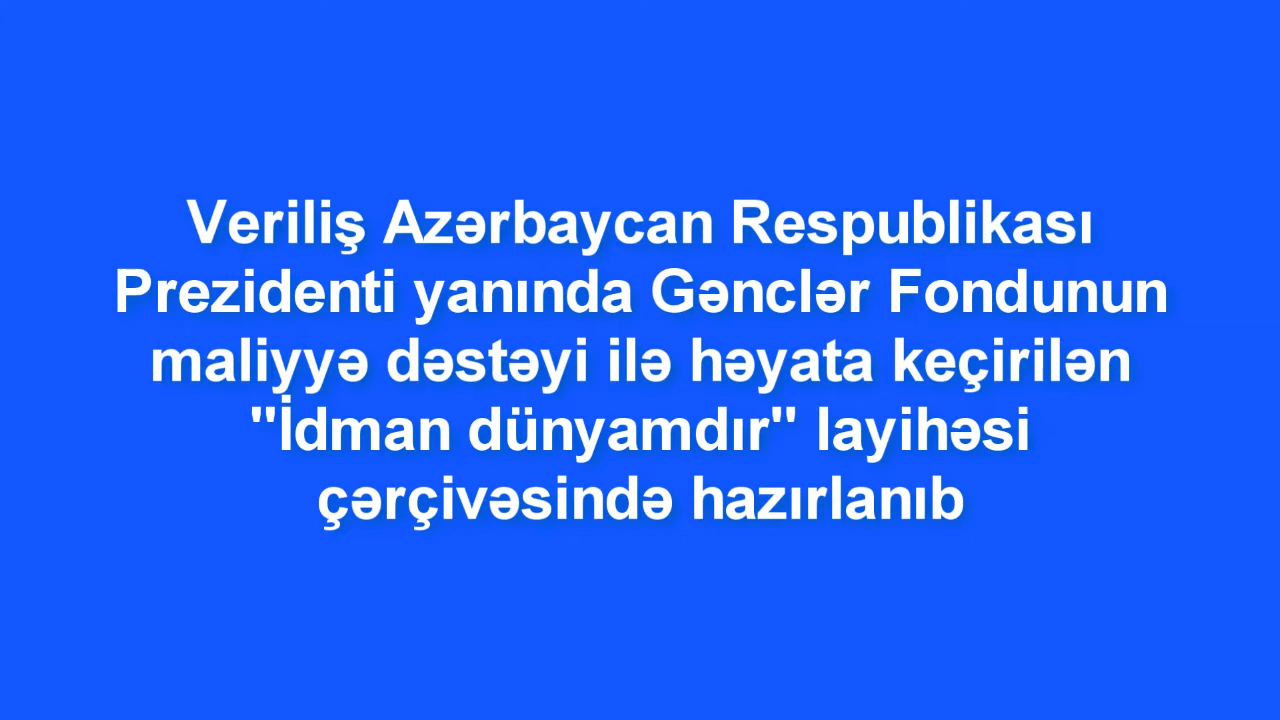 Veriliş Azərbaycan Respublikası
Prezidenti yanında Gənclər Fondunun
maliyyə dəstəyi ilə həyata keçirilən
"İdman dünyamdır" layihəsi
çərçivəsində hazırlanıb